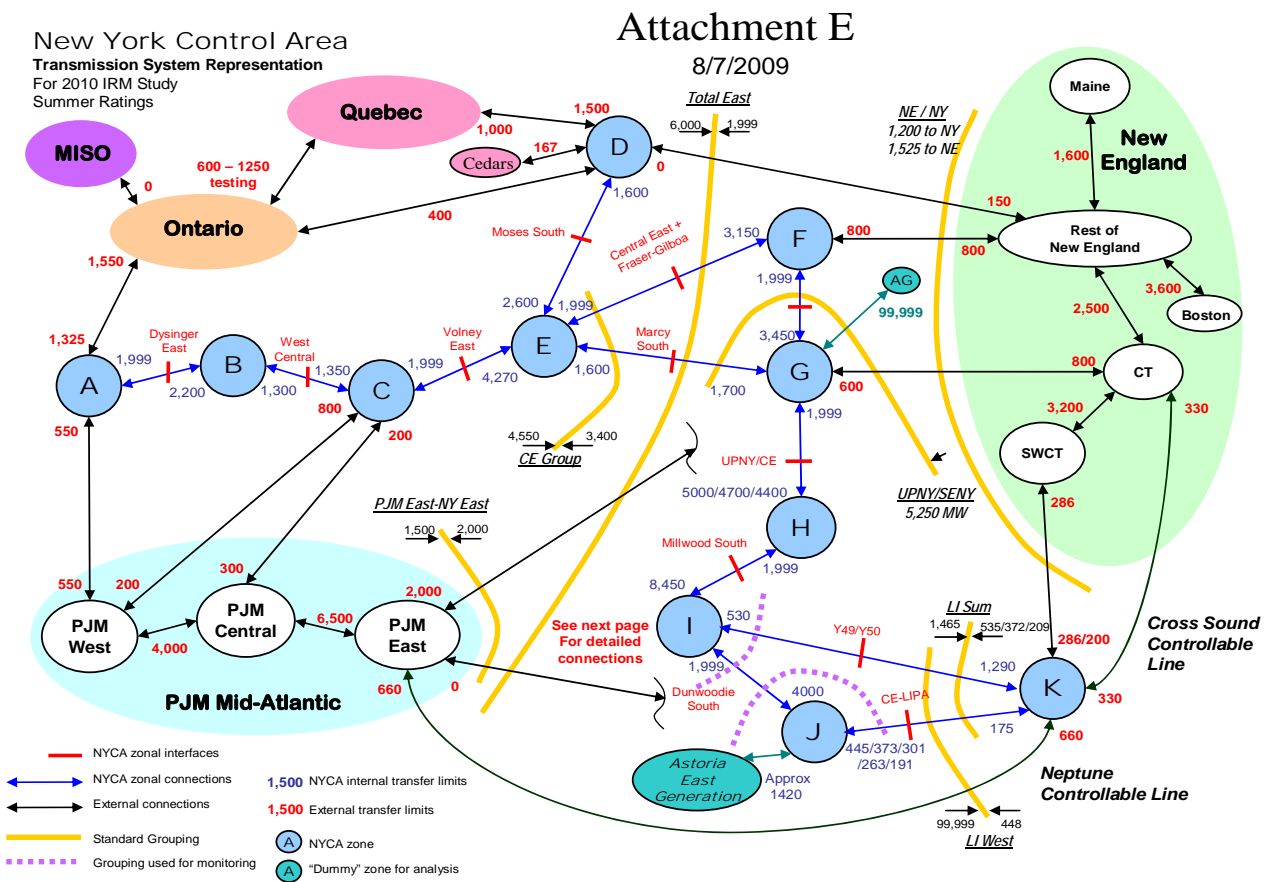 Attachment E
8/7/2009
New York Control Area
Transmission System Representation
For 2010 IRM Study
Summer Ratings
MISO
0
Quebec
1,500
1,000
167
Cedars
D
0
1,600
600 – 1250
testing
Ontario
400
1,550
Total East
6,000
1,999
NE / NY
1,200 to NY
1,525 to NE
Maine
New
England
1,600
150
Rest of
New England
800
800
3,600
Boston
2,500
800
CT
330
3,200
SWCT
286
Moses South
Central East +
Fraser-Gilboa
3,150
F
1,999
AG
99,999
3,450
G
600
1,999
1,700
Marcy
South
2,600
1,999
E
1,600
4,270
Volney
East
1,999
C
1,350
800
200
West
Central
1,300
B
2,200
Dysinger
East
1,999
1,325
A
550
4,550
3,400
CE Group
UPNY/CE
5000/4700/4400
UPNY/SENY
5,250 MW
H
Millwood South
1,999
8,450
I
530
1,999
PJM East-NY East
1,500
2,000
550
200
300
2,000
PJM
West
4,000
PJM
Central
6,500
PJM
East
660
0
PJM Mid-Atlantic
See next page
For detailed
connections
Dunwoodie
South
Y49/Y50
LI Sum
1,465
535/372/209
1,290
286/200
K
330
660
175
Cross Sound
Controllable
Line
4000
J
CE-LIPA
445/373/301
/263/191
Astoria
East
Generation
Approx
1420
Neptune
Controllable Line
99,999
448
LI West
NYCA zonal interfaces
NYCA zonal connections
External connections
Standard Grouping
Grouping used for monitoring
1,500 NYCA internal transfer limits
1,500 External transfer limits
A NYCA zone
A "Dummy" zone for analysis